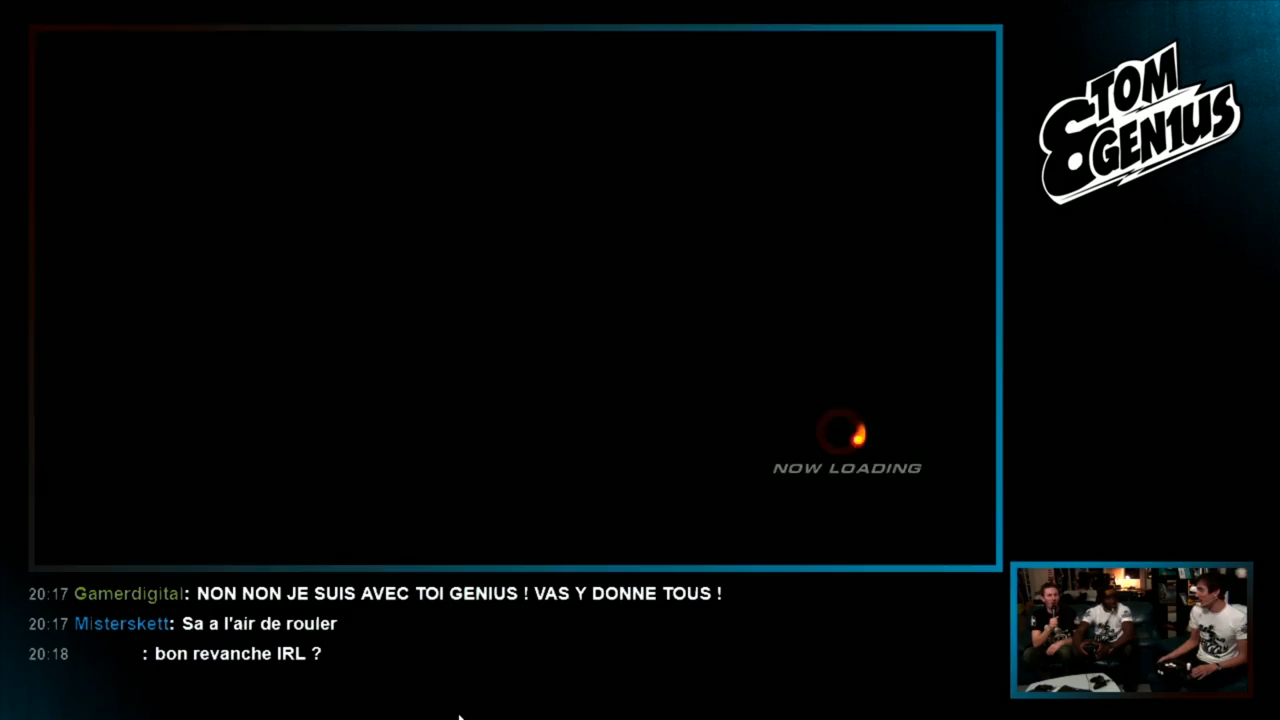 TOM
& GEN1US
NOW LOADING
20:17 Gamerdigital: NON NON JE SUIS AVEC TOI GENIUS ! VAS Y DONNE TOUS !
20:17 Misterskett: Sa a l'air de rouler
20:18 : bon revanche IRL ?